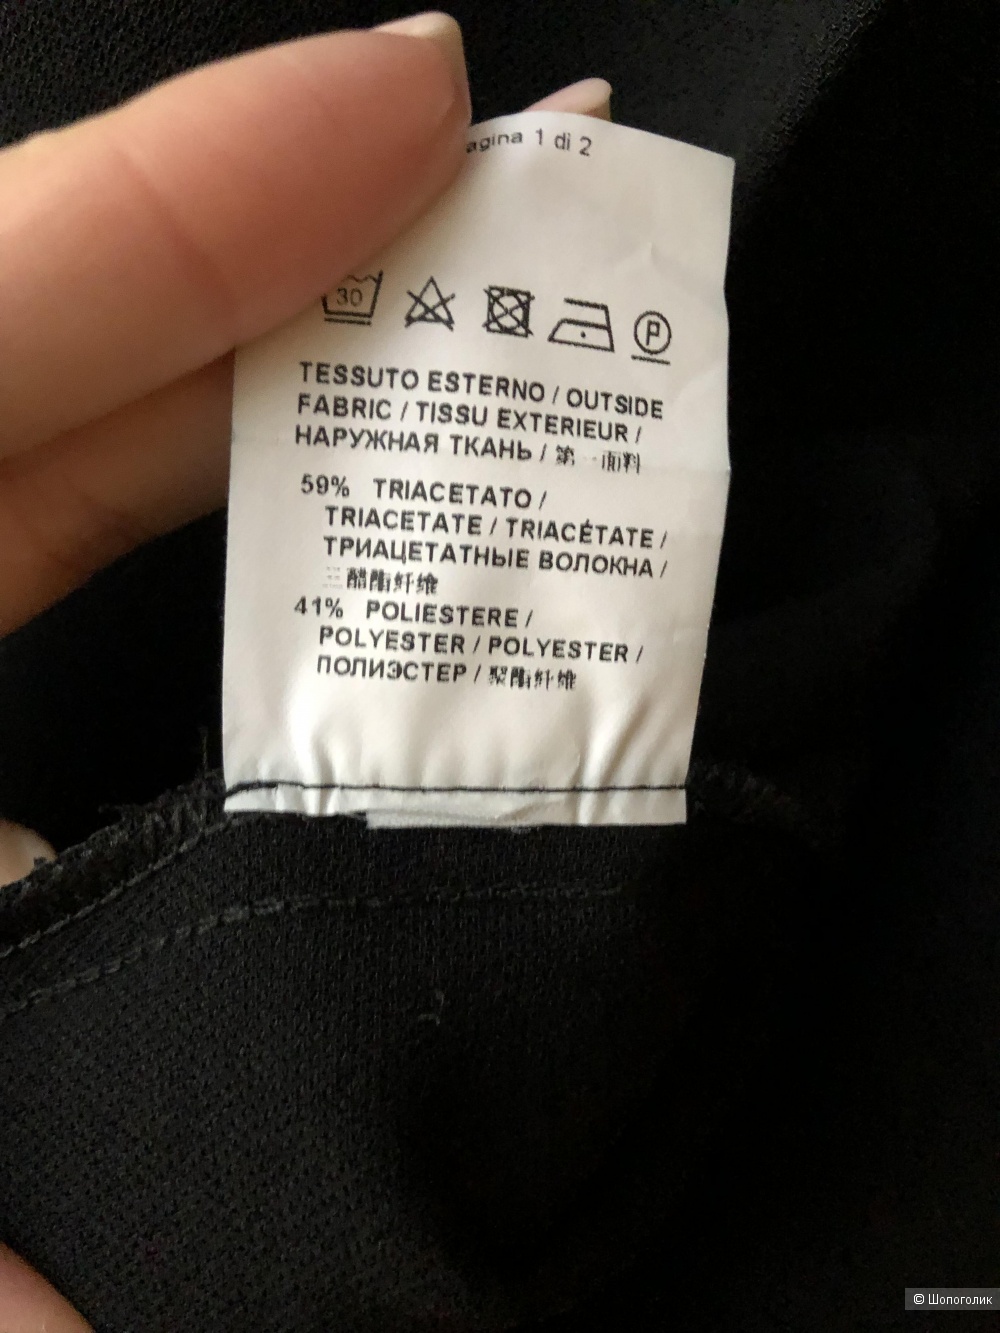 agina 1 di 2
30
P
TESSUTO ESTERNO / OUTSIDE
FABRIC / TISSU EXTERIEUR /
НАРУЖНАЯ ТКАНЬ / 第一面料
59% TRIACETATO /
TRIACETATE / TRIACÉTATE /
ТРИАЦЕТАТНЫЕ ВОЛОКНА /
三醋酯纤维
41% POLIESTERE /
POLYESTER / POLYESTER /
ПОЛИЭСТЕР / 聚酯纤维
© Шопоголик